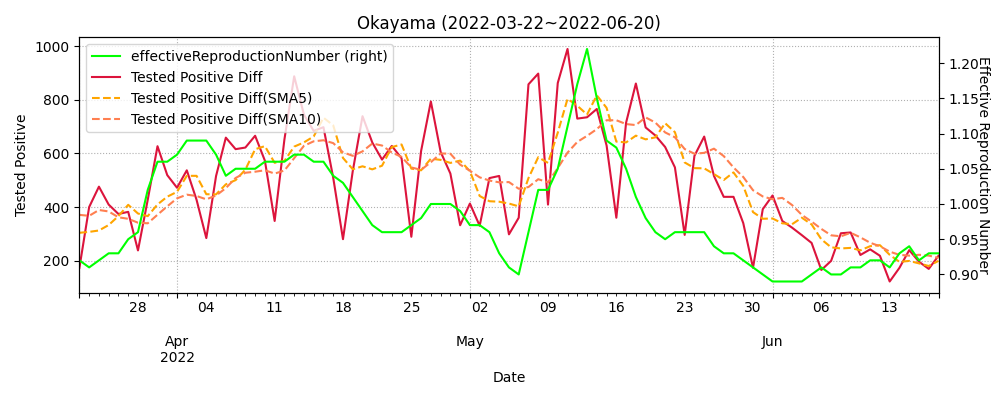 Okayama (2022-03-22~2022-06-20)
effectiveReproductionNumber (right)
Tested Positive Diff
Tested Positive Diff(SMA5)
Tested Positive Diff(SMA10)
Tested Positive
1000
800
600
400
200
Effective Reproduction Number
1.20
1.15
1.10
1.05
1.00
0.95
0.90
28 04 11 18 25 02 09 16 23 30 06 13
Apr May Jun
2022
Date